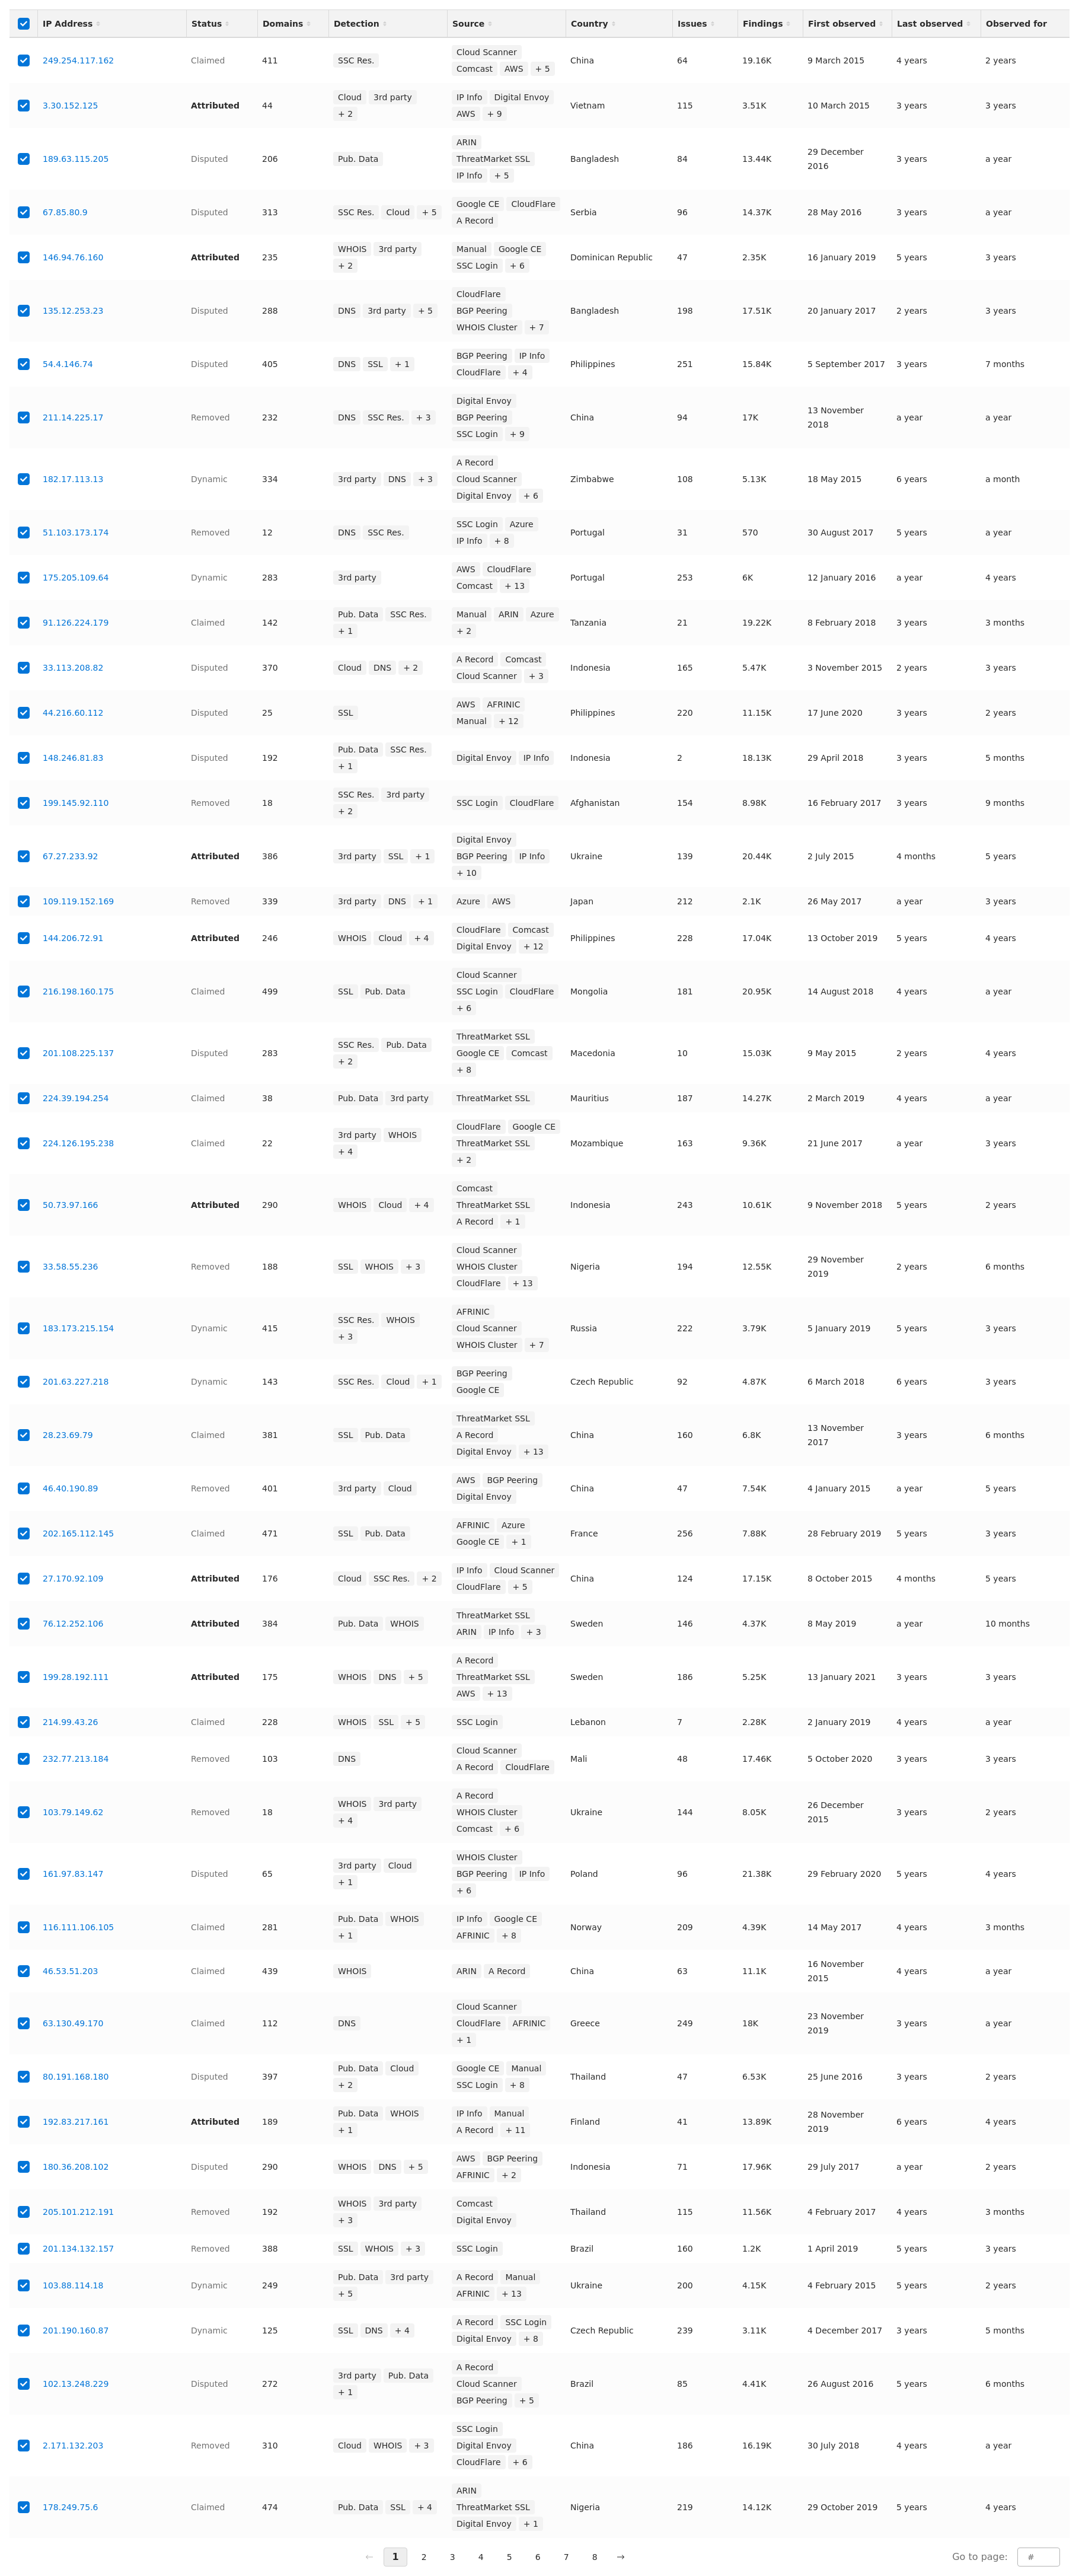 IP Address Status Domains Detection Source Country Issues Findings First observed Last observed Observed for
249.254.117.162 Claimed 411 SSC Res. Cloud Scanner Comcast AWS + 5 China 64 19.16K 9 March 2015 4 years 2 years
3.30.152.125 Attributed 44 Cloud 3rd party + 2 IP Info Digital Envoy AWS + 9 Vietnam 115 3.51K 10 March 2015 3 years 3 years
189.63.115.205 Disputed 206 Pub. Data ARIN ThreatMarket SSL IP Info + 5 Bangladesh 84 13.44K 29 December 2016 3 years a year
67.85.80.9 Disputed 313 SSC Res. Cloud + 5 Google CE CloudFlare A Record Serbia 96 14.37K 28 May 2016 3 years a year
146.94.76.160 Attributed 235 WHOIS 3rd party + 2 Manual Google CE SSC Login + 6 Dominican Republic 47 2.35K 16 January 2019 5 years 3 years
135.12.253.23 Disputed 288 DNS 3rd party + 5 CloudFlare BGP Peering WHOIS Cluster + 7 Bangladesh 198 17.51K 20 January 2017 2 years 3 years
54.4.146.74 Disputed 405 DNS SSL + 1 BGP Peering IP Info CloudFlare + 4 Philippines 251 15.84K 5 September 2017 3 years 7 months
211.14.225.17 Removed 232 DNS SSC Res. + 3 Digital Envoy BGP Peering SSC Login + 9 China 94 17K 13 November 2018 a year a year
182.17.113.13 Dynamic 334 3rd party DNS + 3 A Record Cloud Scanner Digital Envoy + 6 Zimbabwe 108 5.13K 18 May 2015 6 years a month
51.103.173.174 Removed 12 DNS SSC Res. SSC Login Azure IP Info + 8 Portugal 31 570 30 August 2017 5 years a year
175.205.109.64 Dynamic 283 3rd party AWS CloudFlare Comcast + 13 Portugal 253 6K 12 January 2016 a year 4 years
91.126.224.179 Claimed 142 Pub. Data SSC Res. + 1 Manual ARIN Azure + 2 Tanzania 21 19.22K 8 February 2018 3 years 3 months
33.113.208.82 Disputed 370 Cloud DNS + 2 A Record Comcast Cloud Scanner + 3 Indonesia 165 5.47K 3 November 2015 2 years 3 years
44.216.60.112 Disputed 25 SSL AWS AFRINIC Manual + 12 Philippines 220 11.15K 17 June 2020 3 years 2 years
148.246.81.83 Disputed 192 Pub. Data SSC Res. + 1 Digital Envoy IP Info Indonesia 2 18.13K 29 April 2018 3 years 5 months
199.145.92.110 Removed 18 SSC Res. 3rd party + 2 SSC Login CloudFlare Afghanistan 154 8.98K 16 February 2017 3 years 9 months
67.27.233.92 Attributed 386 3rd party SSL + 1 Digital Envoy BGP Peering IP Info + 10 Ukraine 139 20.44K 2 July 2015 4 months 5 years
109.119.152.169 Removed 339 3rd party DNS + 1 Azure AWS Japan 212 2.1K 26 May 2017 a year 3 years
144.206.72.91 Attributed 246 WHOIS Cloud + 4 CloudFlare Comcast Digital Envoy + 12 Philippines 228 17.04K 13 October 2019 5 years 4 years
216.198.160.175 Claimed 499 SSL Pub. Data Cloud Scanner SSC Login CloudFlare + 6 Mongolia 181 20.95K 14 August 2018 4 years a year
201.108.225.137 Disputed 283 SSC Res. Pub. Data + 2 ThreatMarket SSL Google CE Comcast + 8 Macedonia 10 15.03K 9 May 2015 2 years 4 years
224.39.194.254 Claimed 38 Pub. Data 3rd party ThreatMarket SSL Mauritius 187 14.27K 2 March 2019 4 years a year
224.126.195.238 Claimed 22 3rd party WHOIS + 4 CloudFlare Google CE ThreatMarket SSL + 2 Mozambique 163 9.36K 21 June 2017 a year 3 years
50.73.97.166 Attributed 290 WHOIS Cloud + 4 Comcast ThreatMarket SSL A Record + 1 Indonesia 243 10.61K 9 November 2018 5 years 2 years
33.58.55.236 Removed 188 SSL WHOIS + 3 Cloud Scanner WHOIS Cluster CloudFlare + 13 Nigeria 194 12.55K 29 November 2019 2 years 6 months
183.173.215.154 Dynamic 415 SSC Res. WHOIS + 3 AFRINIC Cloud Scanner WHOIS Cluster + 7 Russia 222 3.79K 5 January 2019 5 years 3 years
201.63.227.218 Dynamic 143 SSC Res. Cloud + 1 BGP Peering Google CE Czech Republic 92 4.87K 6 March 2018 6 years 3 years
28.23.69.79 Claimed 381 SSL Pub. Data ThreatMarket SSL A Record Digital Envoy + 13 China 160 6.8K 13 November 2017 3 years 6 months
46.40.190.89 Removed 401 3rd party Cloud AWS BGP Peering Digital Envoy China 47 7.54K 4 January 2015 a year 5 years
202.165.112.145 Claimed 471 SSL Pub. Data AFRINIC Azure Google CE + 1 France 256 7.88K 28 February 2019 5 years 3 years
27.170.92.109 Attributed 176 Cloud SSC Res. + 2 IP Info Cloud Scanner CloudFlare + 5 China 124 17.15K 8 October 2015 4 months 5 years
76.12.252.106 Attributed 384 Pub. Data WHOIS ThreatMarket SSL ARIN IP Info + 3 Sweden 146 4.37K 8 May 2019 a year 10 months
199.28.192.111 Attributed 175 WHOIS DNS + 5 A Record ThreatMarket SSL AWS + 13 Sweden 186 5.25K 13 January 2021 3 years 3 years
214.99.43.26 Claimed 228 WHOIS SSL + 5 SSC Login Lebanon 7 2.28K 2 January 2019 4 years a year
232.77.213.184 Removed 103 DNS Cloud Scanner A Record CloudFlare Mali 48 17.46K 5 October 2020 3 years 3 years
103.79.149.62 Removed 18 WHOIS 3rd party + 4 A Record WHOIS Cluster Comcast + 6 Ukraine 144 8.05K 26 December 2015 3 years 2 years
161.97.83.147 Disputed 65 3rd party Cloud + 1 WHOIS Cluster BGP Peering IP Info + 6 Poland 96 21.38K 29 February 2020 5 years 4 years
116.111.106.105 Claimed 281 Pub. Data WHOIS + 1 IP Info Google CE AFRINIC + 8 Norway 209 4.39K 14 May 2017 4 years 3 months
46.53.51.203 Claimed 439 WHOIS ARIN A Record China 63 11.1K 16 November 2015 4 years a year
63.130.49.170 Claimed 112 DNS Cloud Scanner CloudFlare AFRINIC + 1 Greece 249 18K 23 November 2019 3 years a year
80.191.168.180 Disputed 397 Pub. Data Cloud + 2 Google CE Manual SSC Login + 8 Thailand 47 6.53K 25 June 2016 3 years 2 years
192.83.217.161 Attributed 189 Pub. Data WHOIS + 1 IP Info Manual A Record + 11 Finland 41 13.89K 28 November 2019 6 years 4 years
180.36.208.102 Disputed 290 WHOIS DNS + 5 AWS BGP Peering AFRINIC + 2 Indonesia 71 17.96K 29 July 2017 a year 2 years
205.101.212.191 Removed 192 WHOIS 3rd party + 3 Comcast Digital Envoy Thailand 115 11.56K 4 February 2017 4 years 3 months
201.134.132.157 Removed 388 SSL WHOIS + 3 SSC Login Brazil 160 1.2K 1 April 2019 5 years 3 years
103.88.114.18 Dynamic 249 Pub. Data 3rd party + 5 A Record Manual AFRINIC + 13 Ukraine 200 4.15K 4 February 2015 5 years 2 years
201.190.160.87 Dynamic 125 SSL DNS + 4 A Record SSC Login Digital Envoy + 8 Czech Republic 239 3.11K 4 December 2017 3 years 5 months
102.13.248.229 Disputed 272 3rd party Pub. Data + 1 A Record Cloud Scanner BGP Peering + 5 Brazil 85 4.41K 26 August 2016 5 years 6 months
2.171.132.203 Removed 310 Cloud WHOIS + 3 SSC Login Digital Envoy CloudFlare + 6 China 186 16.19K 30 July 2018 4 years a year
178.249.75.6 Claimed 474 Pub. Data SSL + 4 ARIN ThreatMarket SSL Digital Envoy + 1 Nigeria 219 14.12K 29 October 2019 5 years 4 years
← 1 2 3 4 5 6 7 8 → Go to page: #